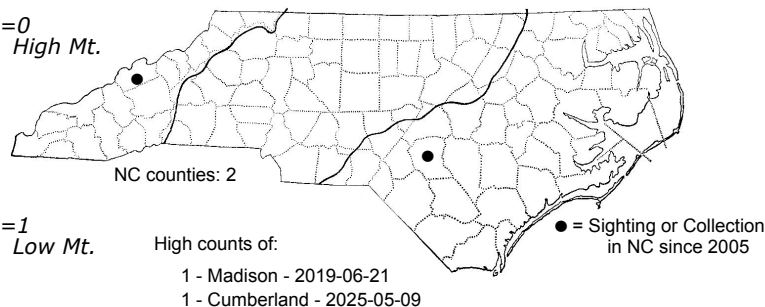 =0
High Mt.
NC counties: 2
=1
Low Mt.
High counts of:
1 - Madison - 2019-06-21
1 - Cumberland - 2025-05-09
● = Sighting or Collection
in NC since 2005